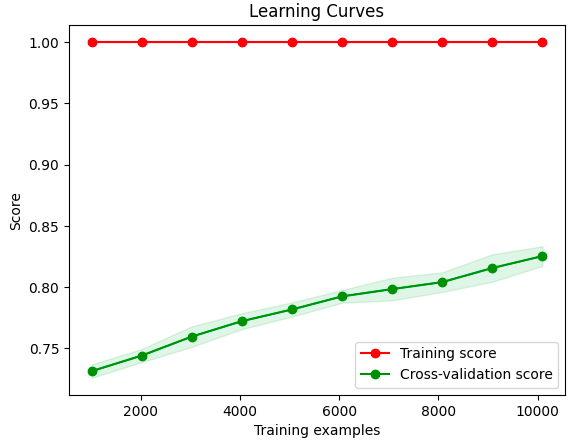 Learning Curves
1.00
0.95
0.90
0.85
0.80
0.75
Score
Training score
Cross-validation score
2000 4000 6000 8000 10000
Training examples